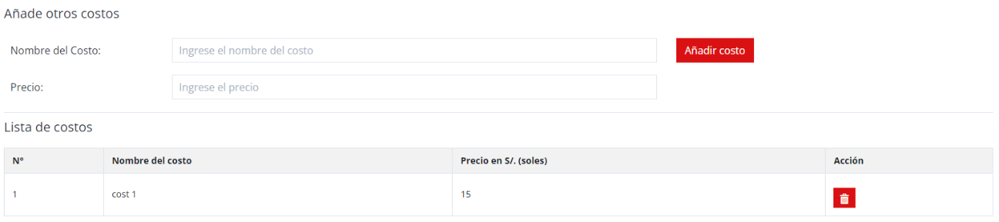 Añade otros costos
Nombre del Costo: Ingrese el nombre del costo Añadir costo
Precio: Ingrese el precio
Lista de costos
N° Nombre del costo Precio en S/. (soles) Acción
1 cost 1 15